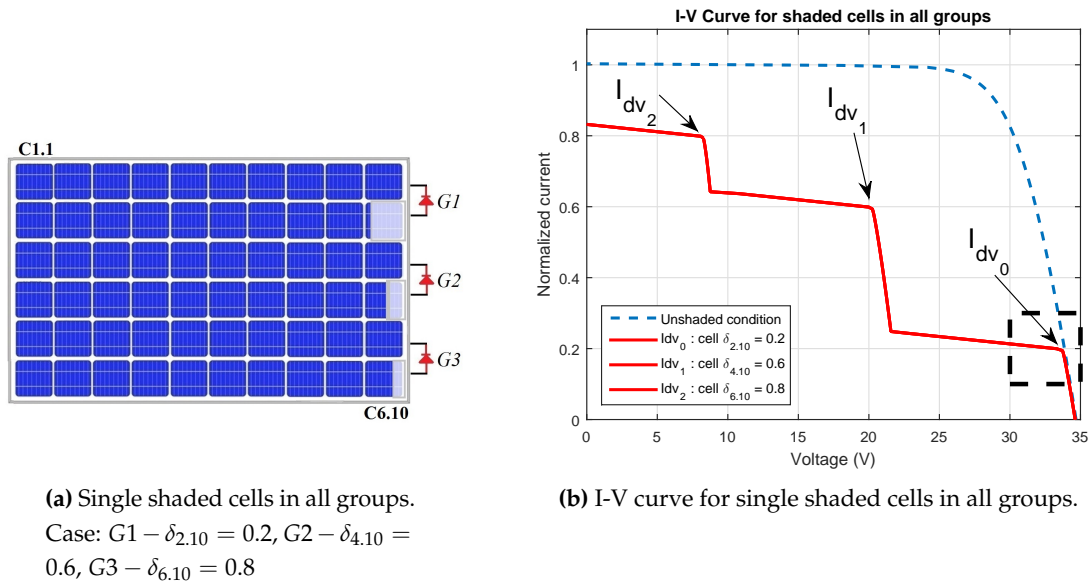 C1.1
G1
G2
G3
C6.10
(a) Single shaded cells in all groups.
Case: G1 − δ2.10 = 0.2, G2 − δ4.10 =
0.6, G3 − δ6.10 = 0.8
I-V Curve for shaded cells in all groups
Normalized current
1
0.8
0.6
0.4
0.2
0
0 5 10 15 20 25 30 35
Voltage (V)
Idv2
Idv1
Idv0
Unshaded condition
Idv0 : cell δ2.10 = 0.2
Idv1 : cell δ4.10 = 0.6
Idv2 : cell δ6.10 = 0.8
(b) I-V curve for single shaded cells in all groups.